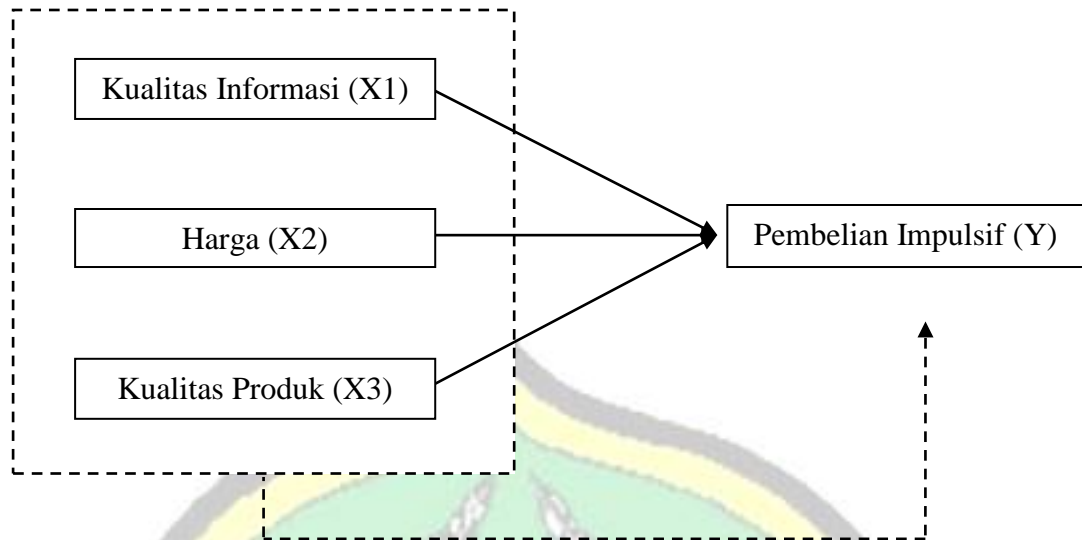 Kualitas Informasi (X1)
Harga (X2)
Pembelian Impulsif (Y)
Kualitas Produk (X3)